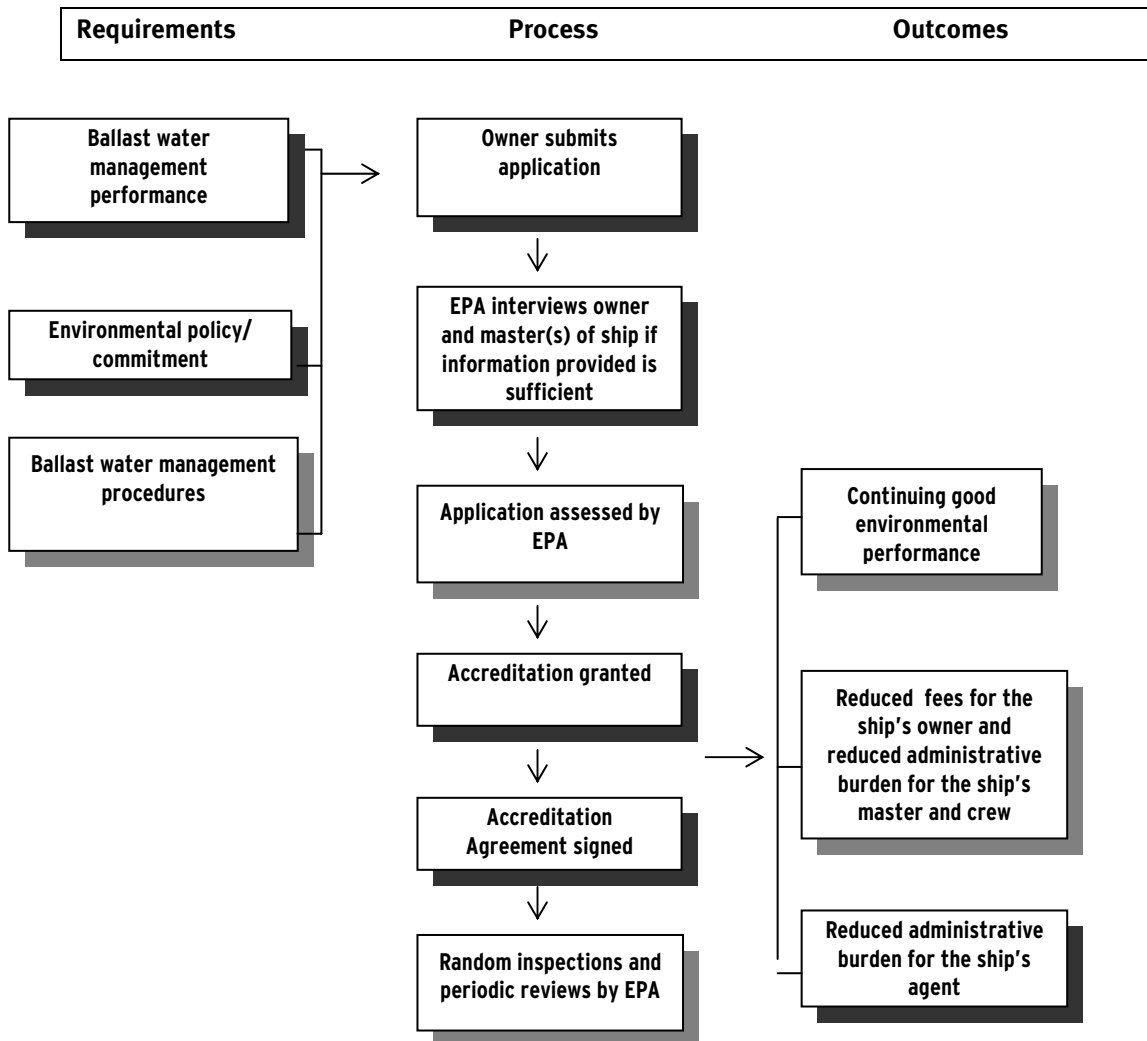 Requirements Process Outcomes
Ballast water
management
performance
Environmental policy/
commitment
Ballast water management
procedures
Owner submits
application
EPA interviews owner
and master(s) of ship if
information provided is
sufficient
Application assessed by
EPA
Accreditation granted
Accreditation
Agreement signed
Random inspections and
periodic reviews by EPA
Continuing good
environmental
performance
Reduced fees for the
ship's owner and
reduced administrative
burden for the ship's
master and crew
Reduced administrative
burden for the ship's
agent